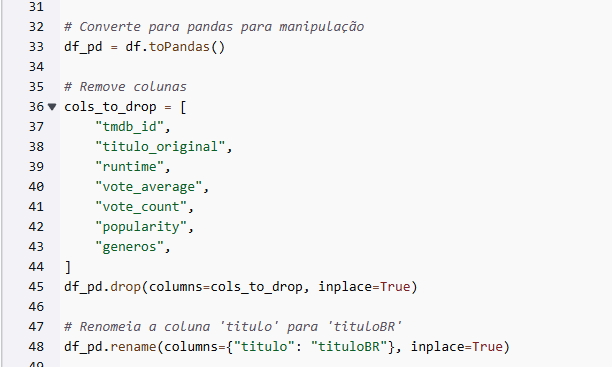 31
32 # Converte para pandas para manipulação
33 df_pd = df.toPandas()
34
35 # Remove colunas
36 cols_to_drop = [
37     "tmdb_id",
38     "titulo_original",
39     "runtime",
40     "vote_average",
41     "vote_count",
42     "popularity",
43     "generos",
44 ]
45 df_pd.drop(columns=cols_to_drop, inplace=True)
46
47 # Renomeia a coluna 'titulo' para 'tituloBR'
48 df_pd.rename(columns={"titulo": "tituloBR"}, inplace=True)
49